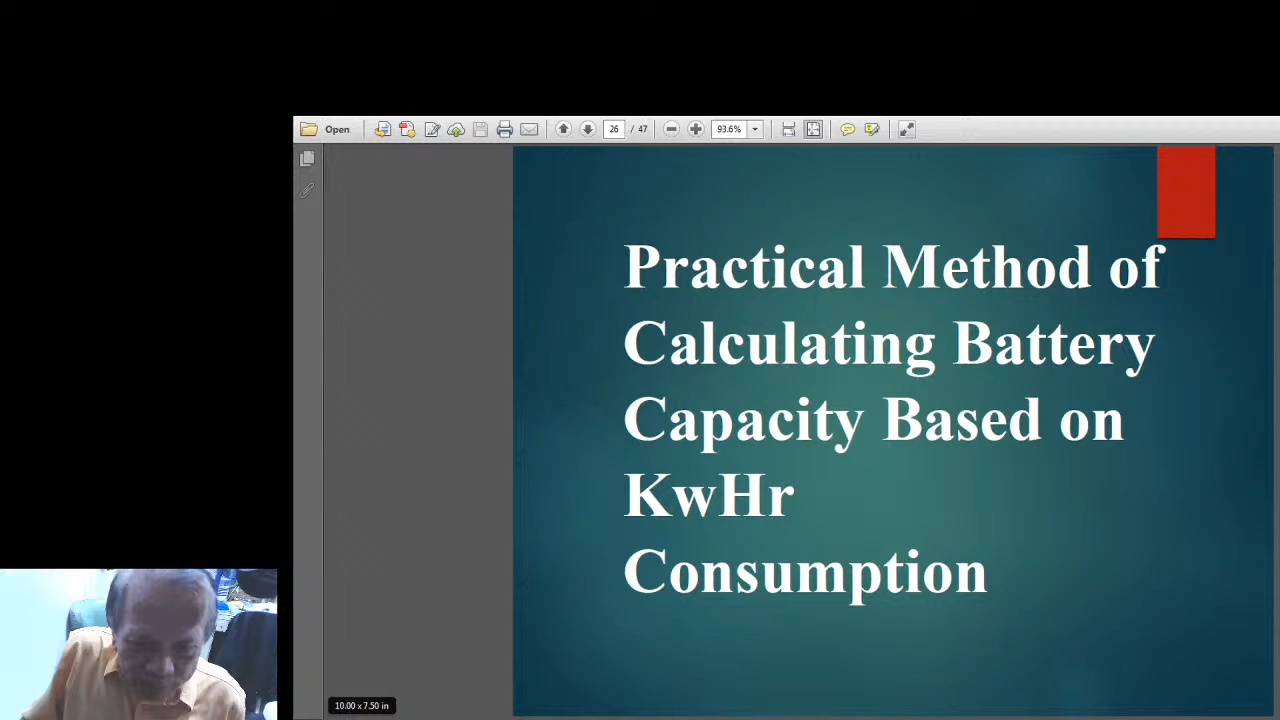 Open
26 / 47
93.6%
Practical Method of
Calculating Battery
Capacity Based on
KwHr
Consumption
10.00 x 7.50 in